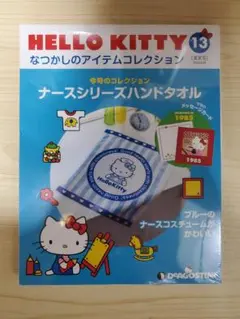 HELLO KITTY 13
なつかしのアイテムコレクション
今号のコレクション
ナースシリーズハンドタオル
1985
Hello Kitty
1985
ブルーの
ナースコスチュームが
かわいい
DEAGOSTINI